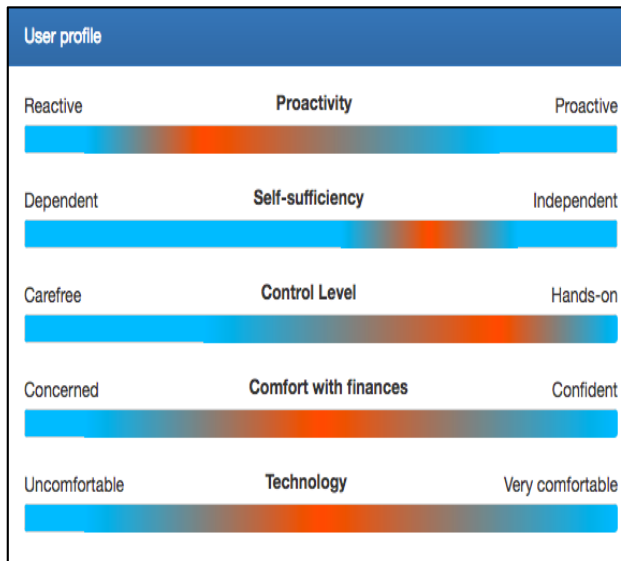 User profile
Reactive Proactivity Proactive
Dependent Self-sufficiency Independent
Carefree Control Level Hands-on
Concerned Comfort with finances Confident
Uncomfortable Technology Very comfortable